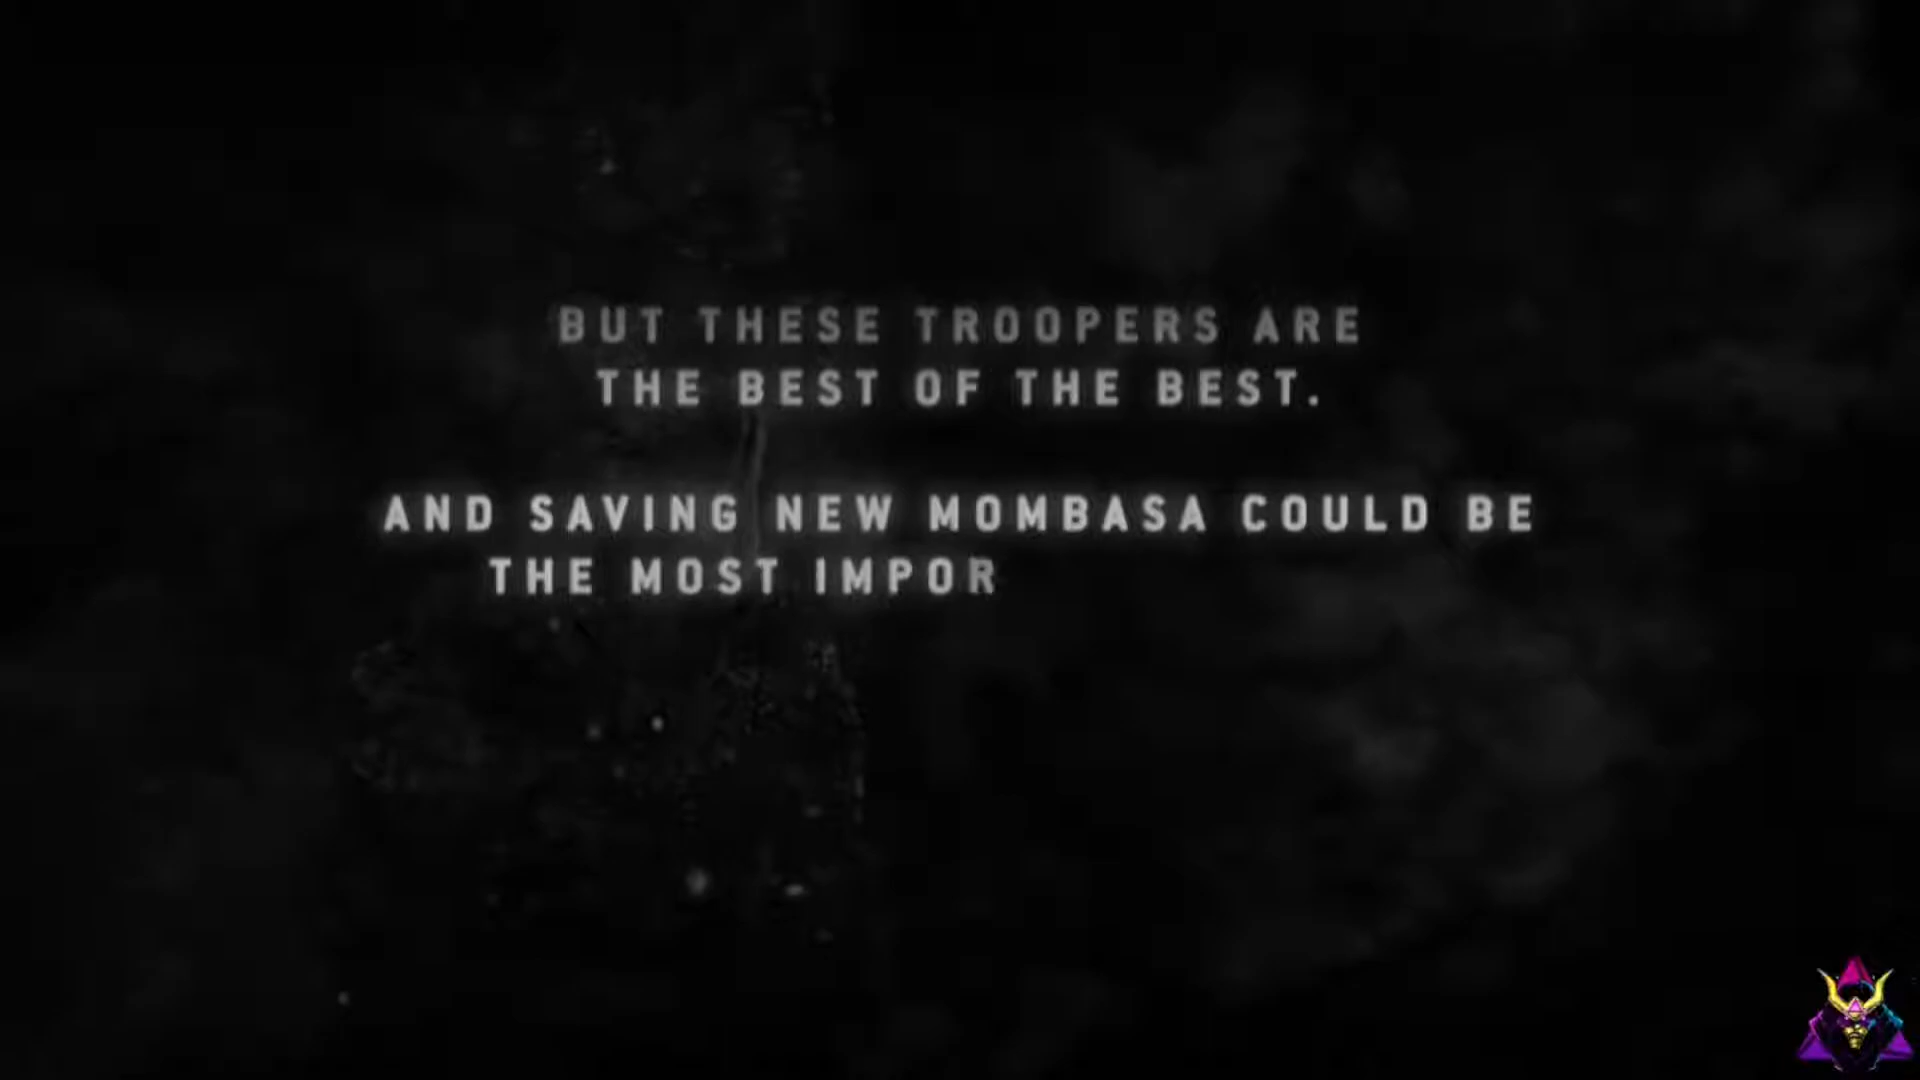 BUT THESE TROOPERS ARE
THE BEST OF THE BEST.
AND SAVING NEW MOMBASA COULD BE
THE MOST IMPOR